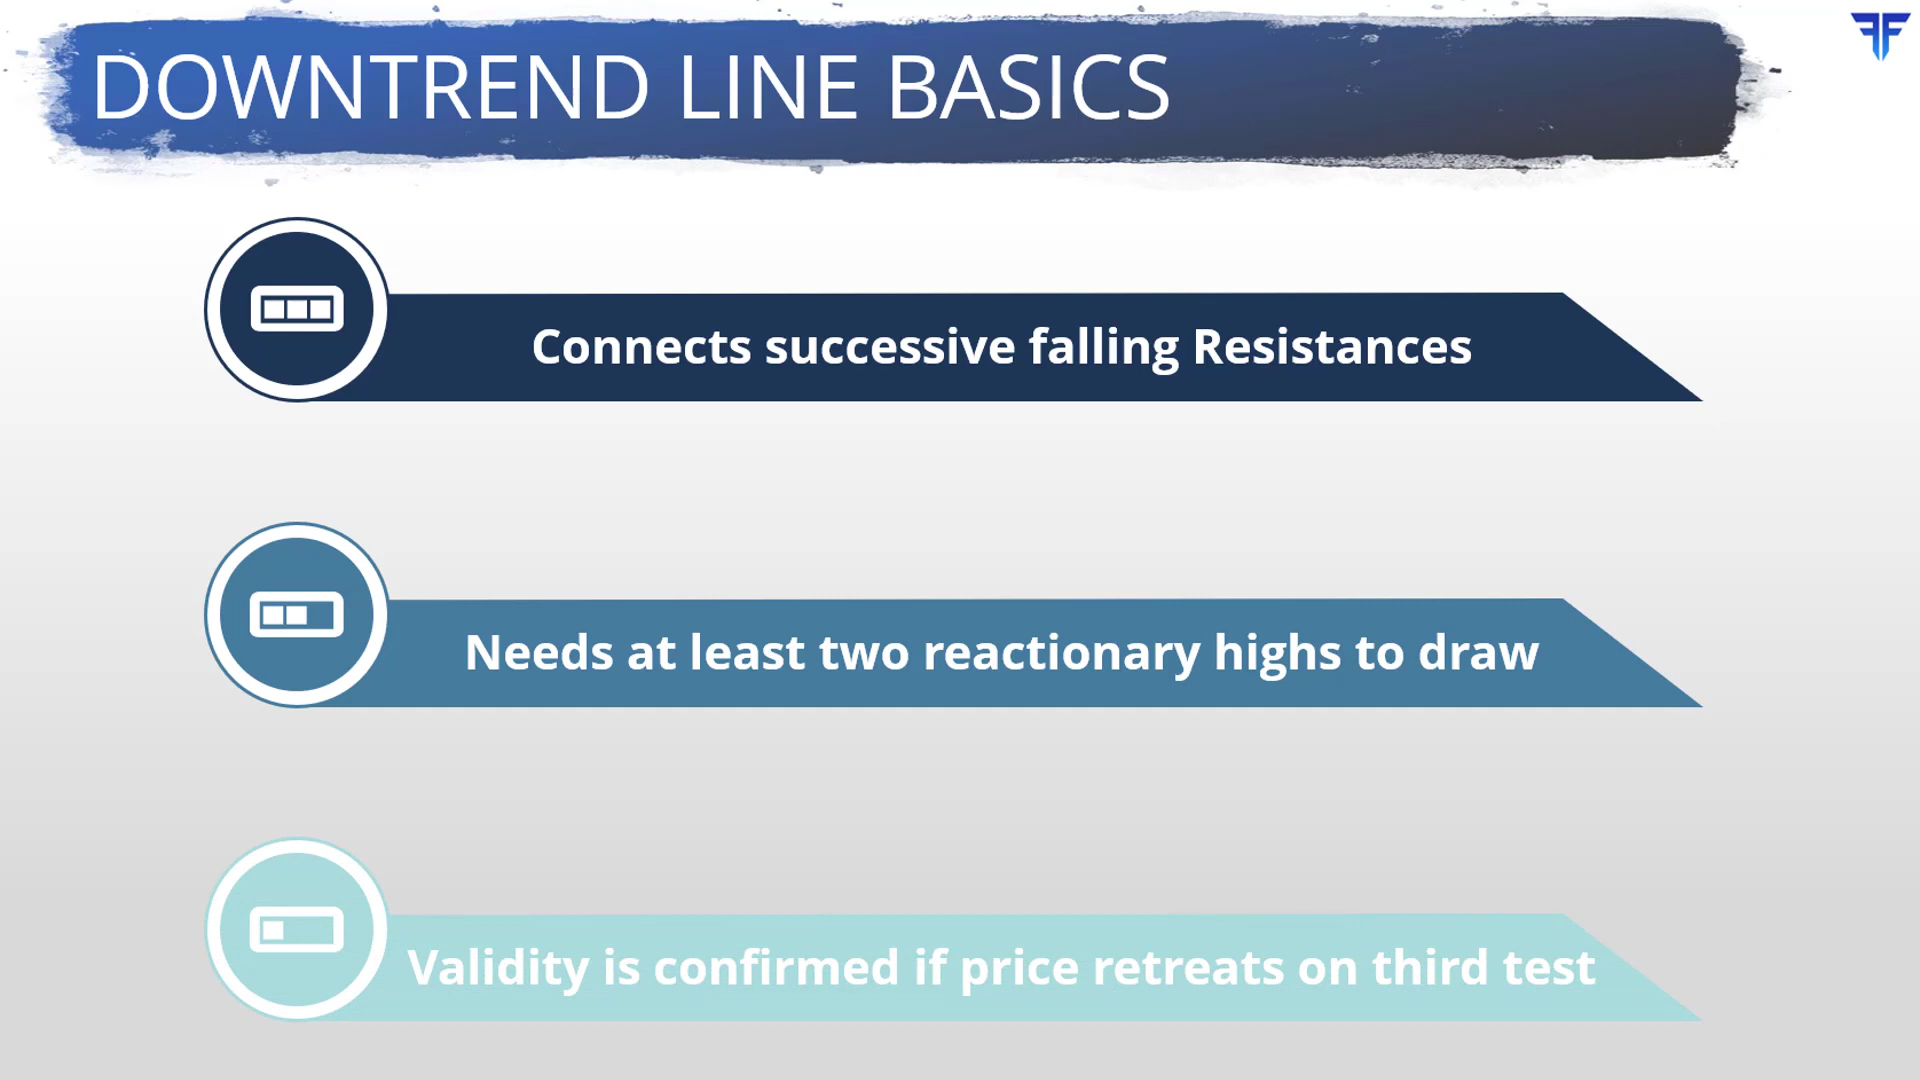 DOWNTREND LINE BASICS
Connects successive falling Resistances
Needs at least two reactionary highs to draw
Validity is confirmed if price retreats on third test